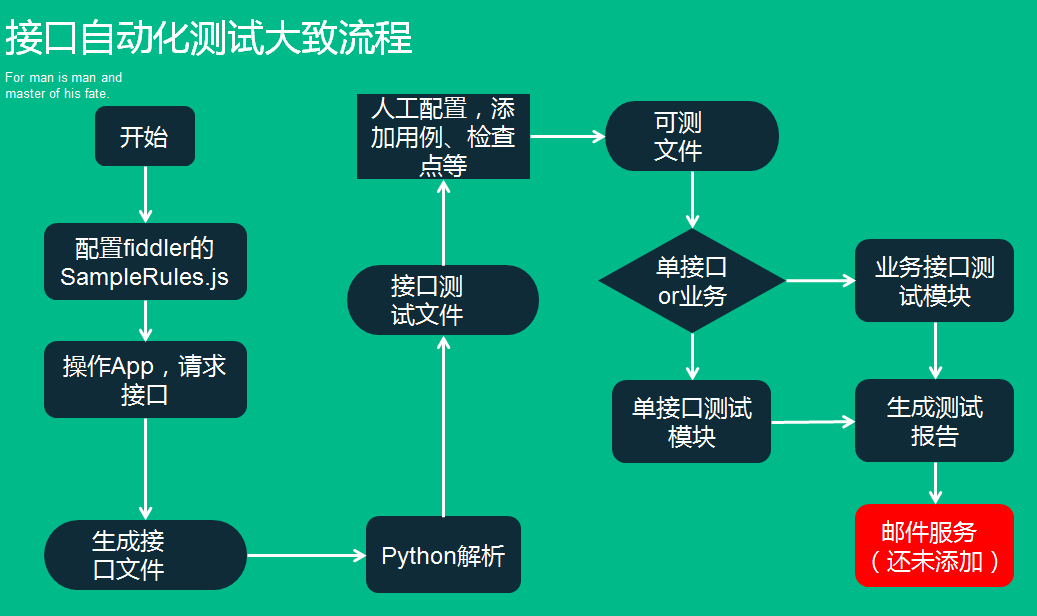 接口自动化测试大致流程
For man is man and
master of his fate.
开始
配置fiddler的
SampleRules.js
操作App，请求
接口
生成接
口文件
Python解析
接口测
试文件
人工配置，添
加用例、检查
点等
可测
文件
单接口
or业务
业务接口测
试模块
单接口测试
模块
生成测试
报告
邮件服务
（还未添加）